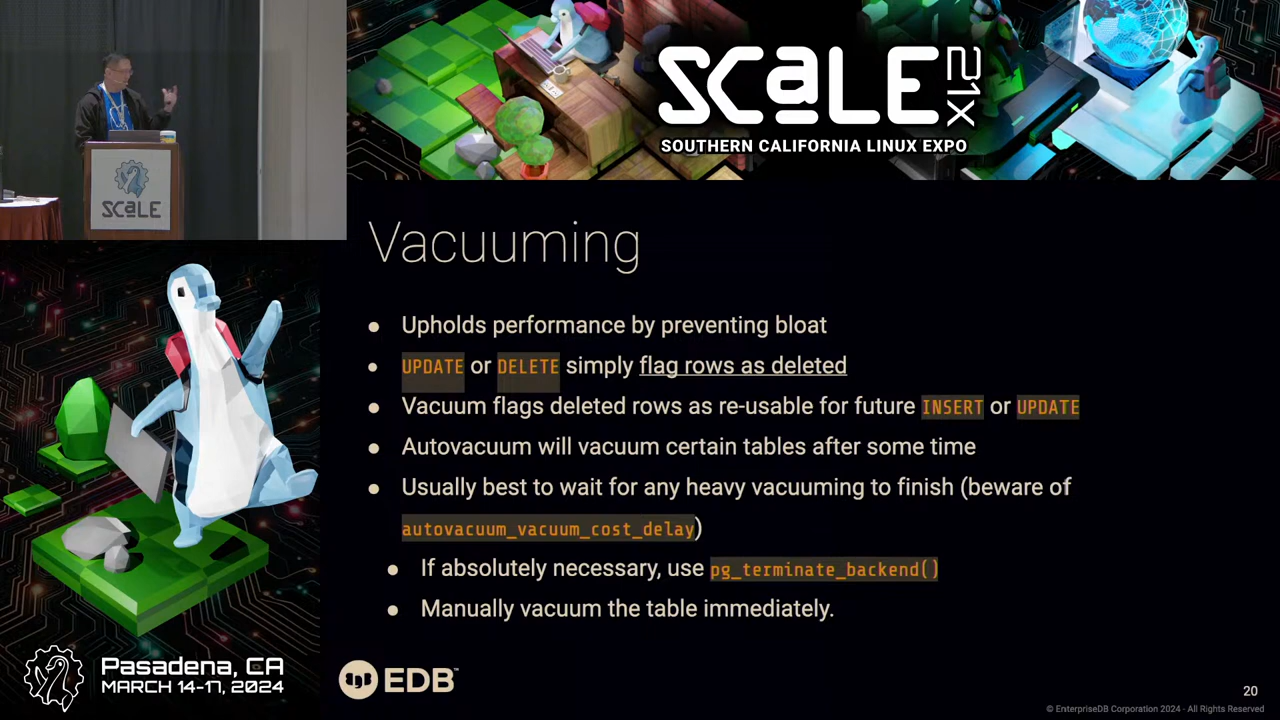 SCaLE 21X
SOUTHERN CALIFORNIA LINUX EXPO
SCaLE
Vacuuming
Upholds performance by preventing bloat
UPDATE or DELETE simply flag rows as deleted
Vacuum flags deleted rows as re-usable for future INSERT or UPDATE
Autovacuum will vacuum certain tables after some time
Usually best to wait for any heavy vacuuming to finish (beware of
autovacuum_vacuum_cost_delay)
If absolutely necessary, use pg_terminate_backend()
Manually vacuum the table immediately.
Pasadena, CA
MARCH 14-17, 2024
EDB™
20
© EnterpriseDB Corporation 2024 - All Rights Reserved